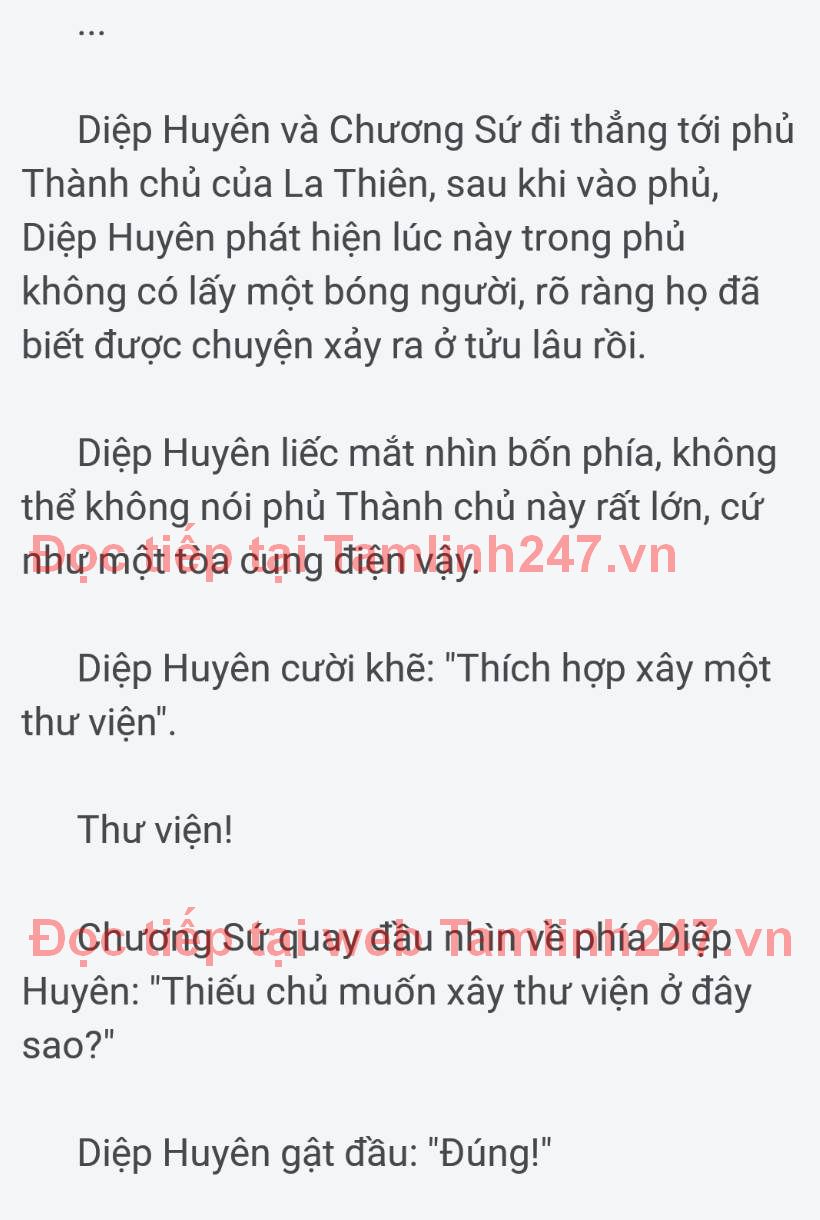 ...
Diệp Huyên và Chương Sứ đi thẳng tới phủ
Thành chủ của La Thiên, sau khi vào phủ,
Diệp Huyên phát hiện lúc này trong phủ
không có lấy một bóng người, rõ ràng họ đã
biết được chuyện xảy ra ở tửu lâu rồi.
Diệp Huyên liếc mắt nhìn bốn phía, không
thể không nói phủ Thành chủ này rất lớn, cứ
như một tòa cung điện vậy.
Đọc tiếp tại Tamlinh247.vn
Diệp Huyên cười khẽ: "Thích hợp xây một
thư viện".
Thư viện!
Chương Sứ quay đầu nhìn về phía Diệp
Đọc tiếp tại web Tamlinh247.vn
Huyên: "Thiếu chủ muốn xây thư viện ở đây
sao?"
Diệp Huyên gật đầu: "Đúng!"